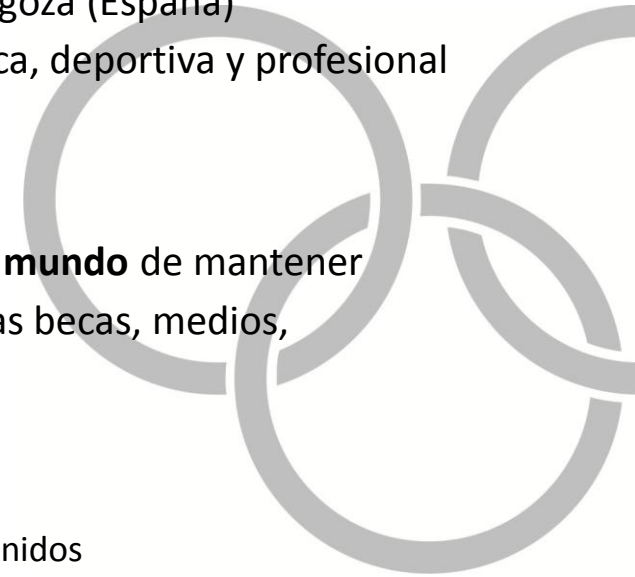 goza (España)
ca, deportiva y profesional
mundo de mantener
as becas, medios,
nidos